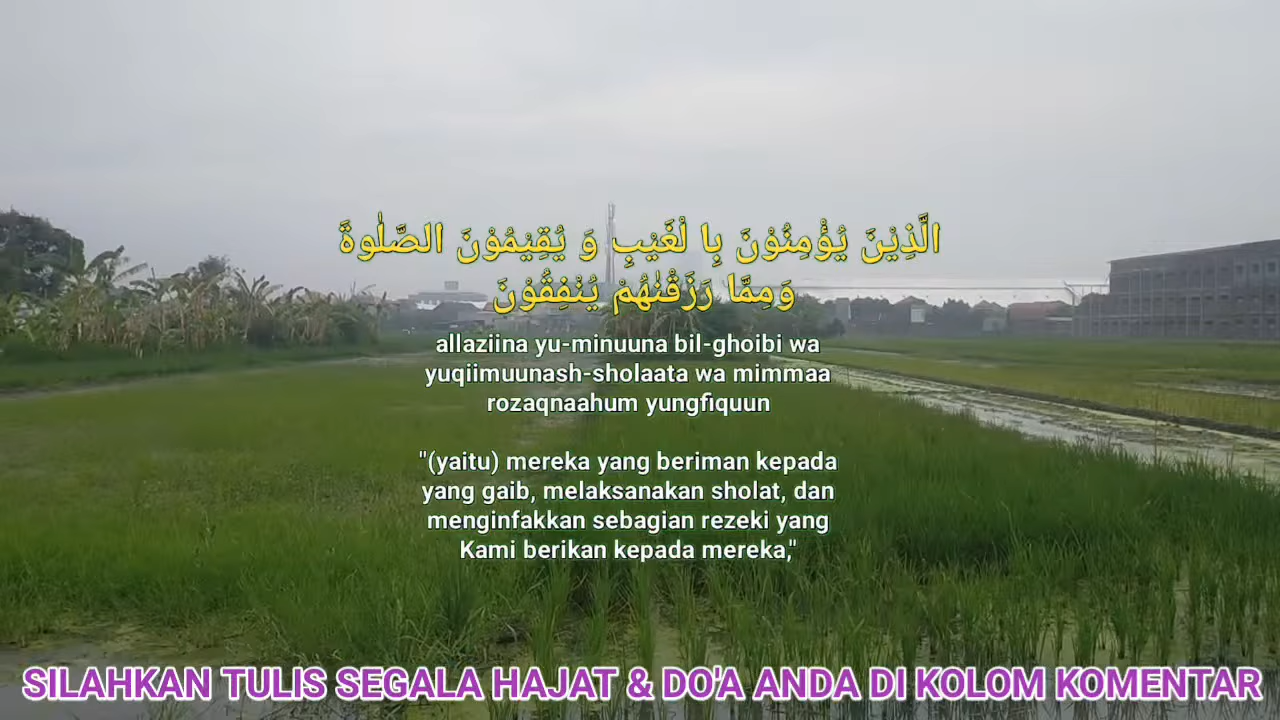 الَّذِيْنَ يُؤْمِنُوْنَ بِا لْغَيْبِ وَ يُقِيْمُوْنَ الصَّلٰوةَ
وَمِمَّا رَزَقْنٰهُمْ يُنْفِقُوْنَ
allaziina yu-minuuna bil-ghoibi wa
yuqiimuunash-sholaata wa mimmaa
rozaqnaahum yungfiquun
"(yaitu) mereka yang beriman kepada
yang gaib, melaksanakan sholat, dan
menginfakkan sebagian rezeki yang
Kami berikan kepada mereka,"
SILAHKAN TULIS SEGALA HAJAT & DO'A ANDA DI KOLOM KOMENTAR